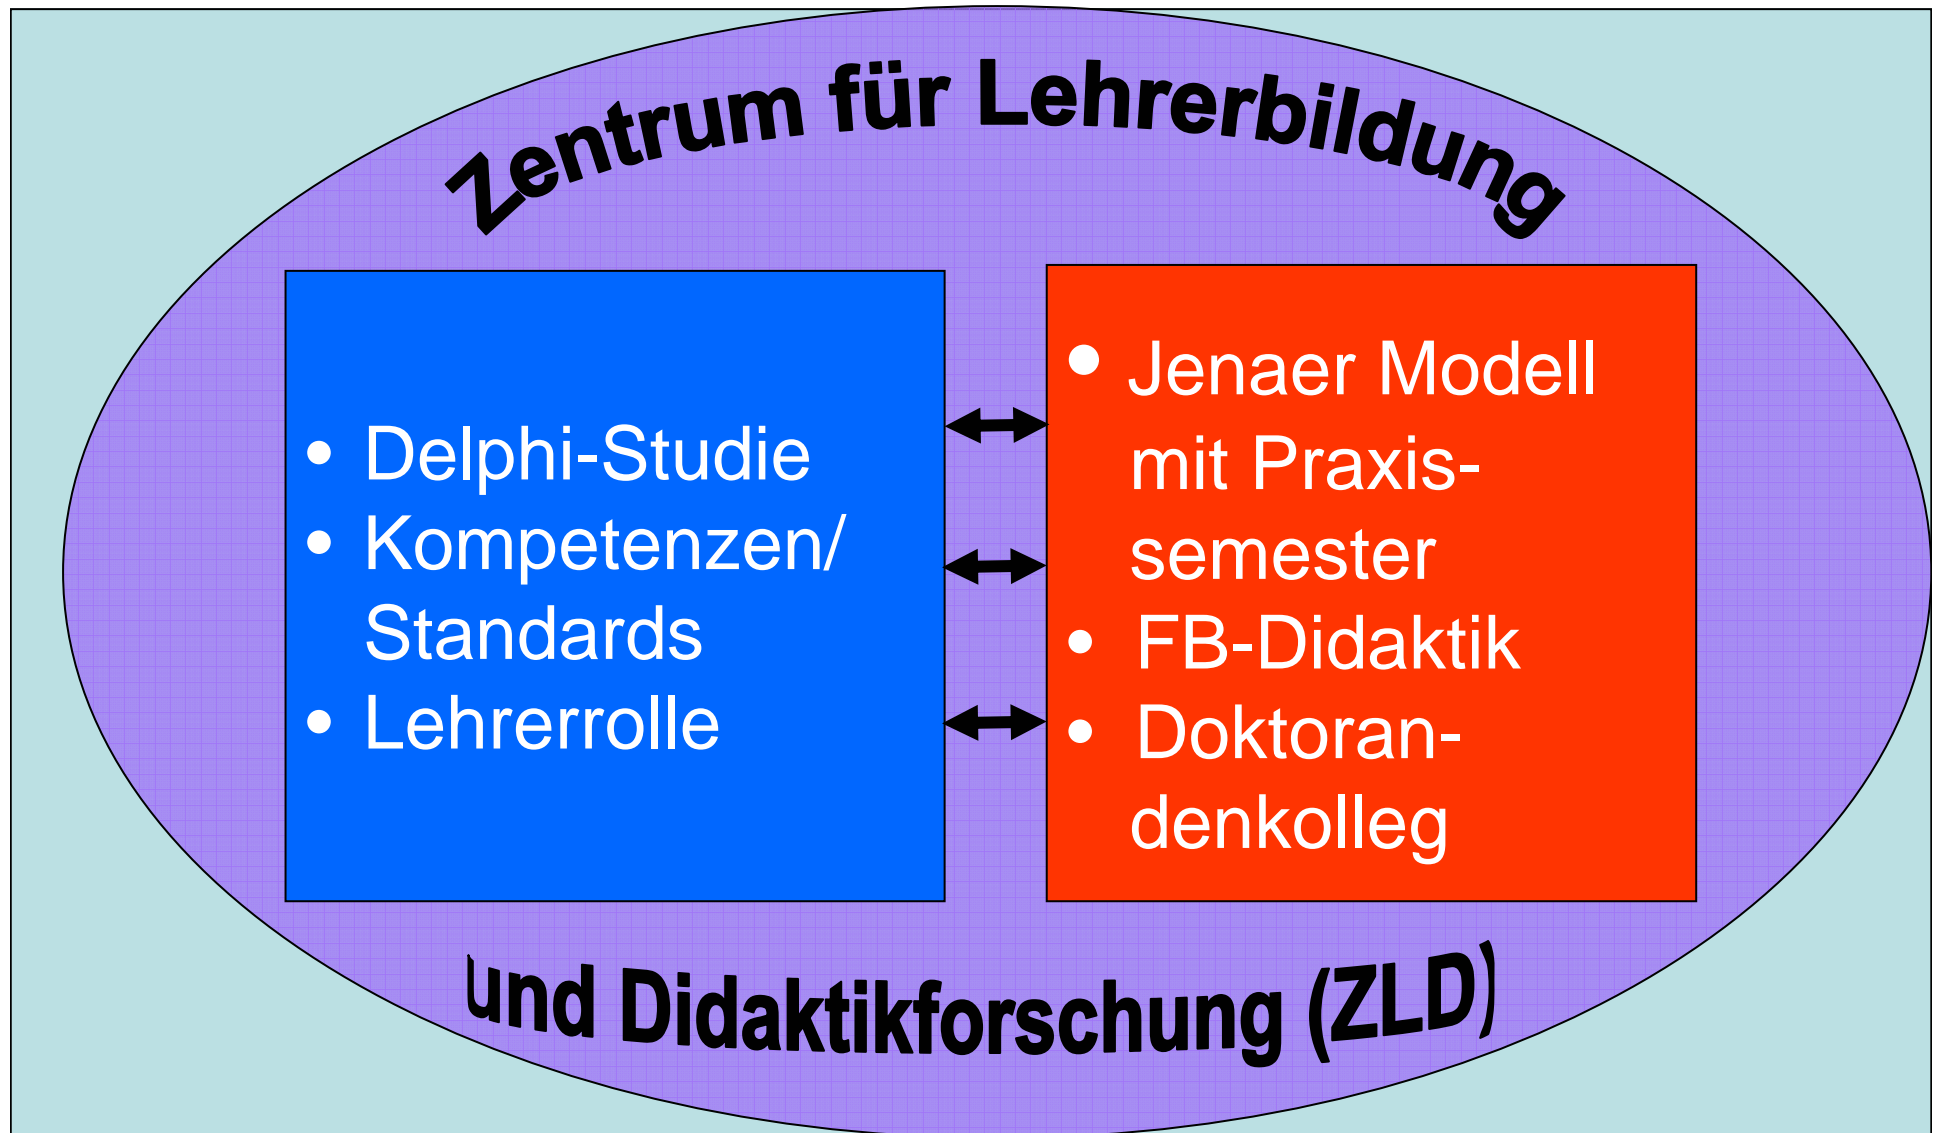 Zentrum für Lehrerbildung
• Delphi-Studie
• Kompetenzen/
Standards
• Lehrerrolle
• Jenaer Modell
mit Praxis-
semester
• FB-Didaktik
• Doktoran-
denkolleg
und Didaktikforschung (ZLD)